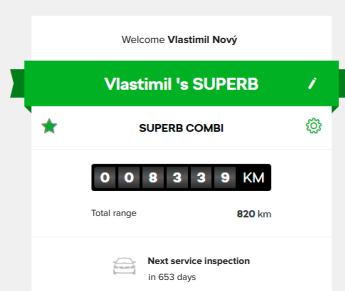 Welcome Vlastimil Nový
Vlastimil 's SUPERB
SUPERB COMBI
008339 KM
Total range 820 km
Next service inspection
in 653 days